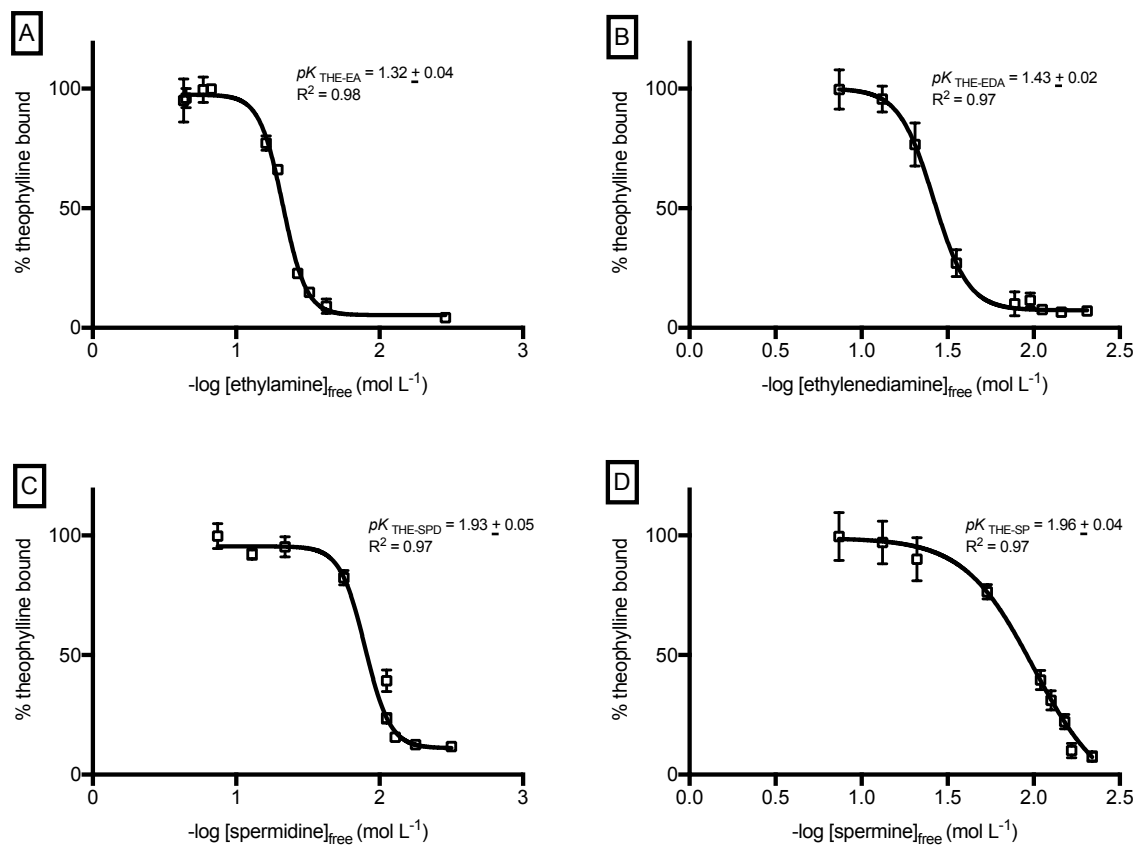 A
% theophylline bound
100
50
0
pK THE-EA = 1.32 ± 0.04
R² = 0.98
0 1 2 3
-log [ethylamine]free (mol L⁻¹)
B
% theophylline bound
100
50
0
pK THE-EDA = 1.43 ± 0.02
R² = 0.97
0.0 0.5 1.0 1.5 2.0 2.5
-log [ethylenediamine]free (mol L⁻¹)
C
% theophylline bound
100
50
0
pK THE-SPD = 1.93 ± 0.05
R² = 0.97
0 1 2 3
-log [spermidine]free (mol L⁻¹)
D
% theophylline bound
100
50
0
pK THE-SP = 1.96 ± 0.04
R² = 0.97
0.0 0.5 1.0 1.5 2.0 2.5
-log [spermine]free (mol L⁻¹)